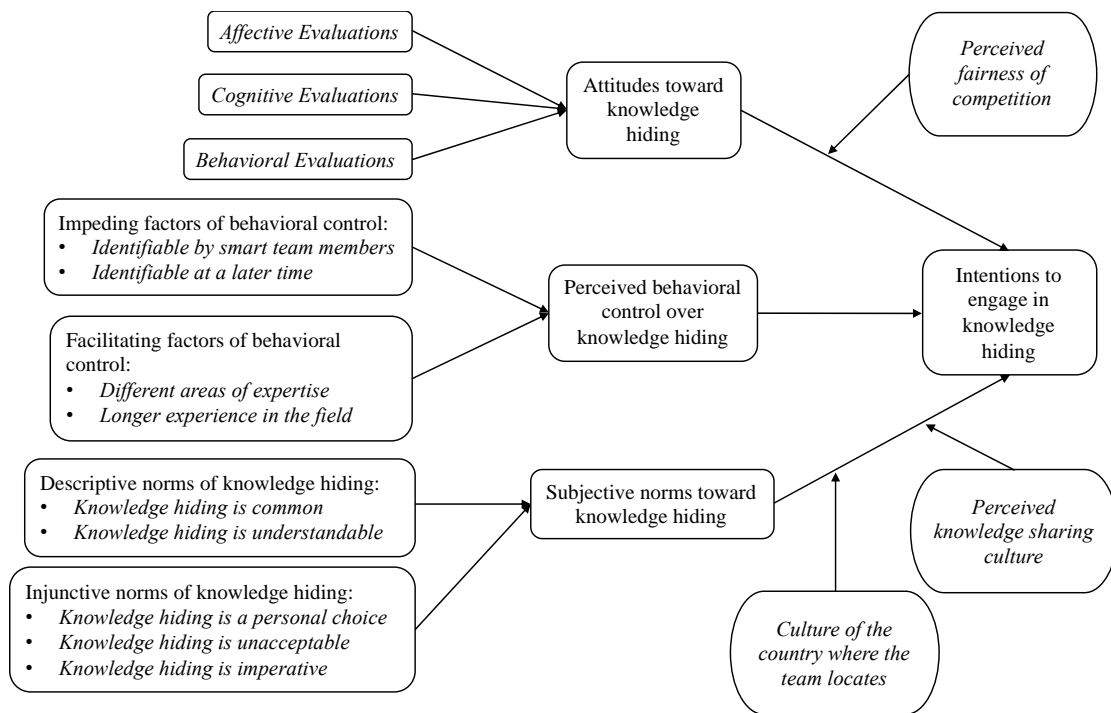 Affective Evaluations
Cognitive Evaluations
Behavioral Evaluations
Attitudes toward
knowledge
hiding
Perceived
fairness of
competition
Impeding factors of behavioral control:
• Identifiable by smart team members
• Identifiable at a later time
Facilitating factors of behavioral
control:
• Different areas of expertise
• Longer experience in the field
Perceived behavioral
control over
knowledge hiding
Intentions to
engage in
knowledge
hiding
Descriptive norms of knowledge hiding:
• Knowledge hiding is common
• Knowledge hiding is understandable
Injunctive norms of knowledge hiding:
• Knowledge hiding is a personal choice
• Knowledge hiding is unacceptable
• Knowledge hiding is imperative
Subjective norms toward
knowledge hiding
Perceived
knowledge sharing
culture
Culture of the
country where the
team locates